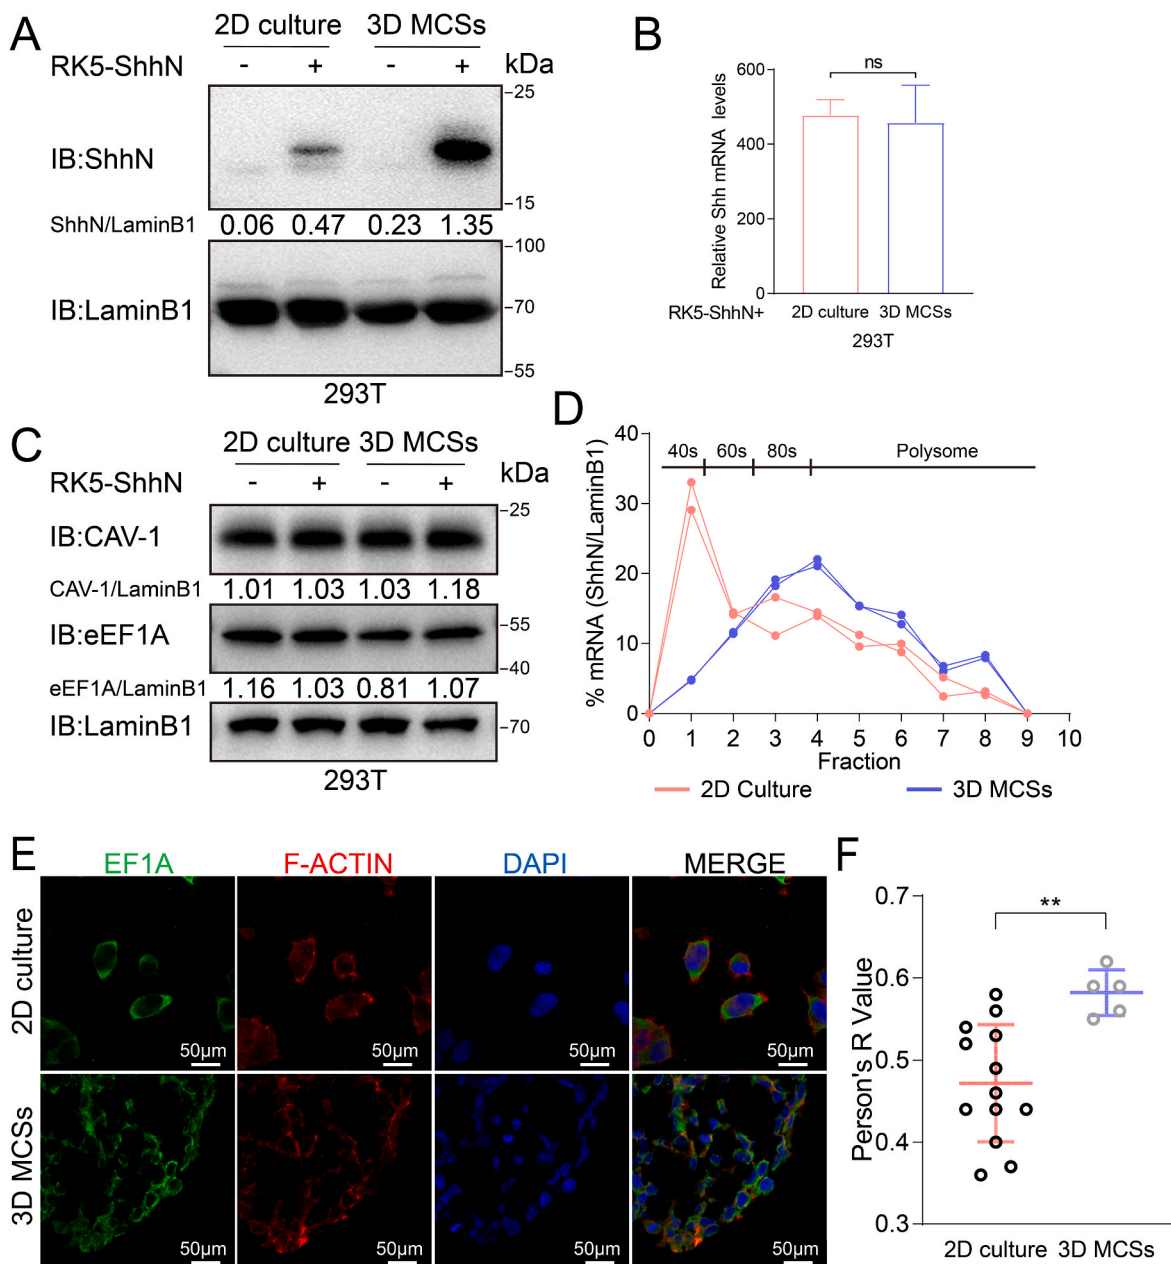 A
2D culture 3D MCSs
RK5-ShhN - + - + kDa
-25
IB:ShhN
-15
ShhN/LaminB1 0.06 0.47 0.23 1.35
-100
IB:LaminB1
-70
-55
293T
B
ns
600
400
200
0
Relative Shh mRNA levels
RK5-ShhN+ 2D culture 3D MCSs
293T
C
2D culture 3D MCSs
RK5-ShhN - + - + kDa
-25
IB:CAV-1
CAV-1/LaminB1 1.01 1.03 1.03 1.18
IB:eEF1A
-55
-40
eEF1A/LaminB1 1.16 1.03 0.81 1.07
IB:LaminB1
-70
293T
D
40s 60s 80s Polysome
40
30
20
10
0
% mRNA (ShhN/LaminB1)
0 1 2 3 4 5 6 7 8 9 10
Fraction
2D Culture 3D MCSs
E
EF1A F-ACTIN DAPI MERGE
2D culture
50μm 50μm 50μm 50μm
3D MCSs
50μm 50μm 50μm 50μm
F
**
0.7
0.6
0.5
0.4
0.3
Person's R Value
2D culture 3D MCSs